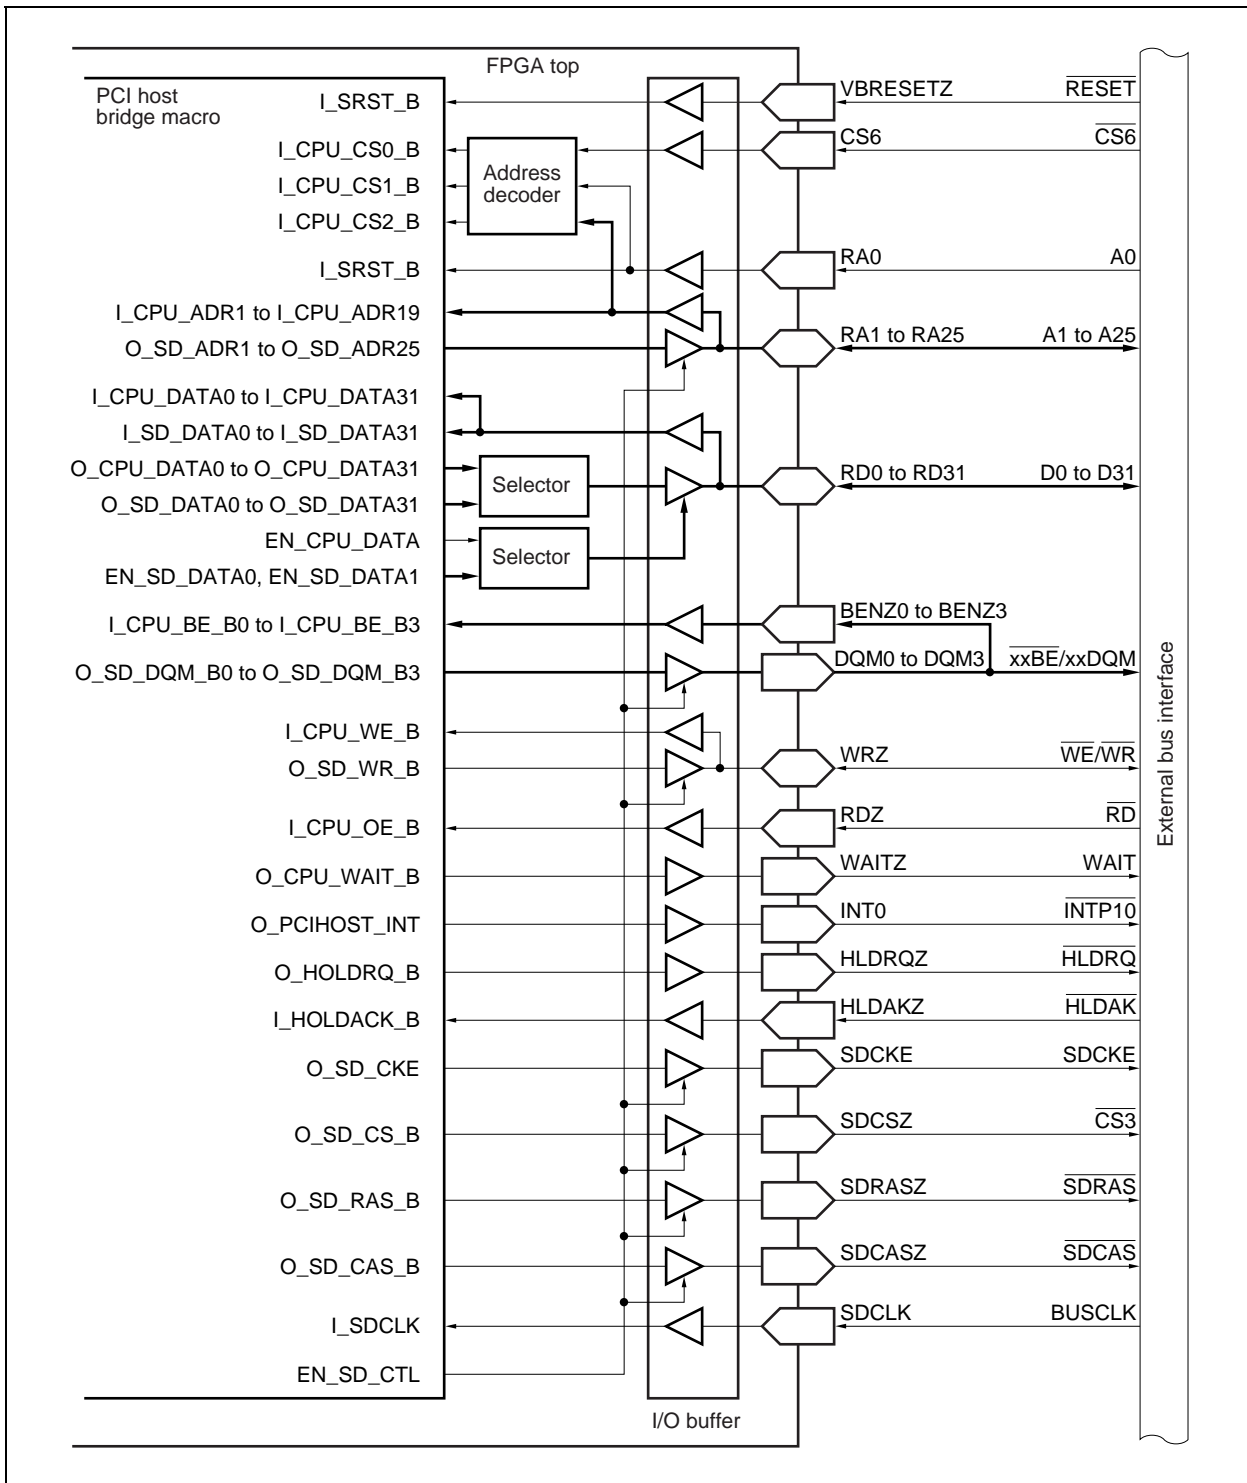 FPGA top
PCI host
bridge macro
I_SRST_B
VBRESETZ
RESET
I_CPU_CS0_B
CS6
CS6
I_CPU_CS1_B
I_CPU_CS2_B
Address
decoder
I_SRST_B
RA0
A0
I_CPU_ADR1 to I_CPU_ADR19
O_SD_ADR1 to O_SD_ADR25
RA1 to RA25
A1 to A25
I_CPU_DATA0 to I_CPU_DATA31
I_SD_DATA0 to I_SD_DATA31
O_CPU_DATA0 to O_CPU_DATA31
O_SD_DATA0 to O_SD_DATA31
Selector
RD0 to RD31
D0 to D31
EN_CPU_DATA
EN_SD_DATA0, EN_SD_DATA1
Selector
I_CPU_BE_B0 to I_CPU_BE_B3
BENZ0 to BENZ3
O_SD_DQM_B0 to O_SD_DQM_B3
DQM0 to DQM3
xxBE/xxDQM
I_CPU_WE_B
O_SD_WR_B
WRZ
WE/WR
I_CPU_OE_B
RDZ
RD
O_CPU_WAIT_B
WAITZ
WAIT
O_PCIHOST_INT
INT0
INTP10
O_HOLDRQ_B
HLDRQZ
HLDRQ
I_HOLDACK_B
HLDAKZ
HLDAK
O_SD_CKE
SDCKE
SDCKE
O_SD_CS_B
SDCSZ
CS3
O_SD_RAS_B
SDRASZ
SDRAS
O_SD_CAS_B
SDCASZ
SDCAS
I_SDCLK
SDCLK
BUSCLK
EN_SD_CTL
I/O buffer
External bus interface